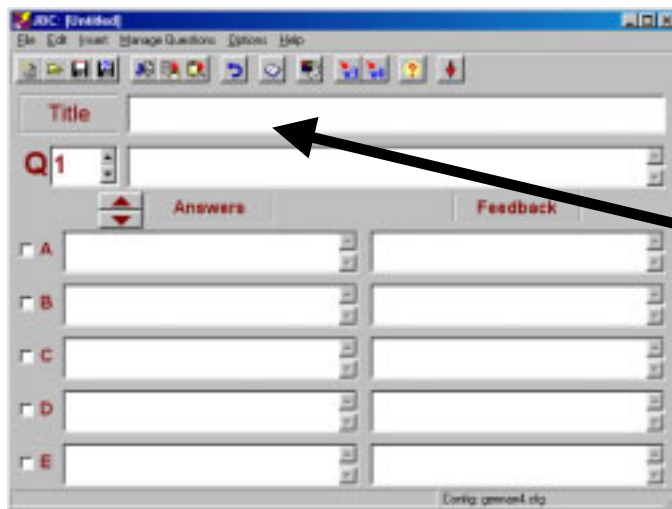 JBC: [Untitled]
File Edit Insert Manage Questions Options Help
Title
Q 1
Answers Feedback
A
B
C
D
E
Config: german4.cfg